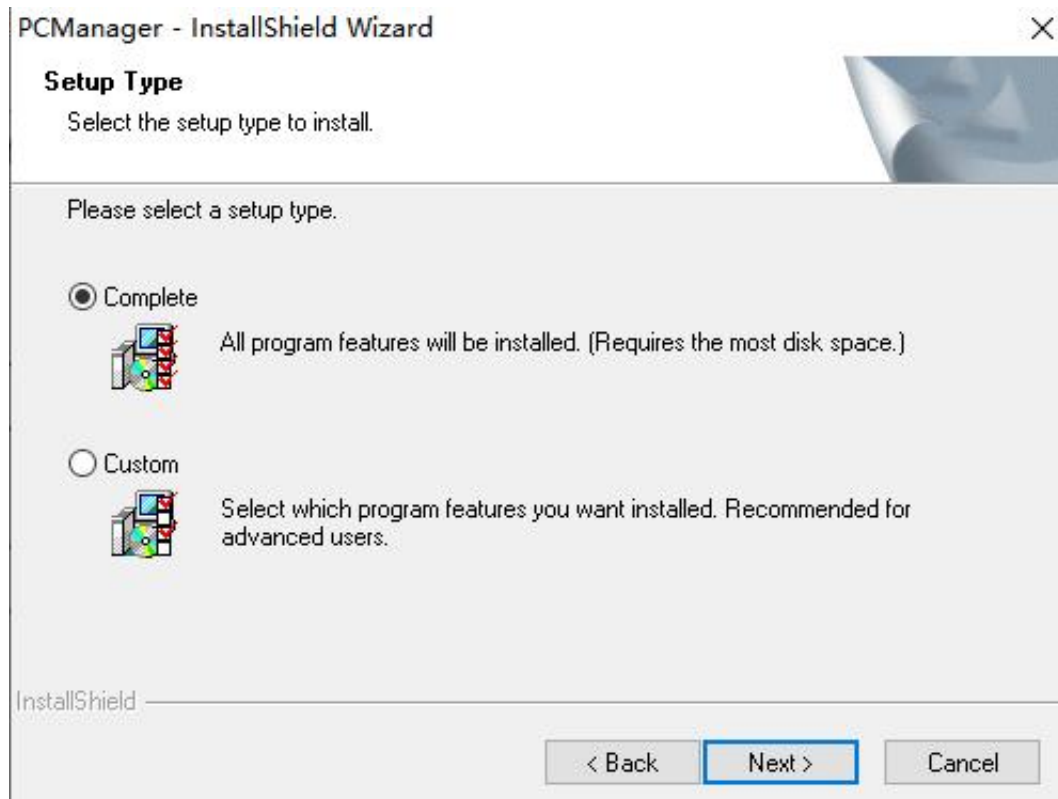 PCManager - InstallShield Wizard
Setup Type
Select the setup type to install.
Please select a setup type.
Complete
All program features will be installed. (Requires the most disk space.)
Custom
Select which program features you want installed. Recommended for
advanced users.
InstallShield
< Back
Next >
Cancel